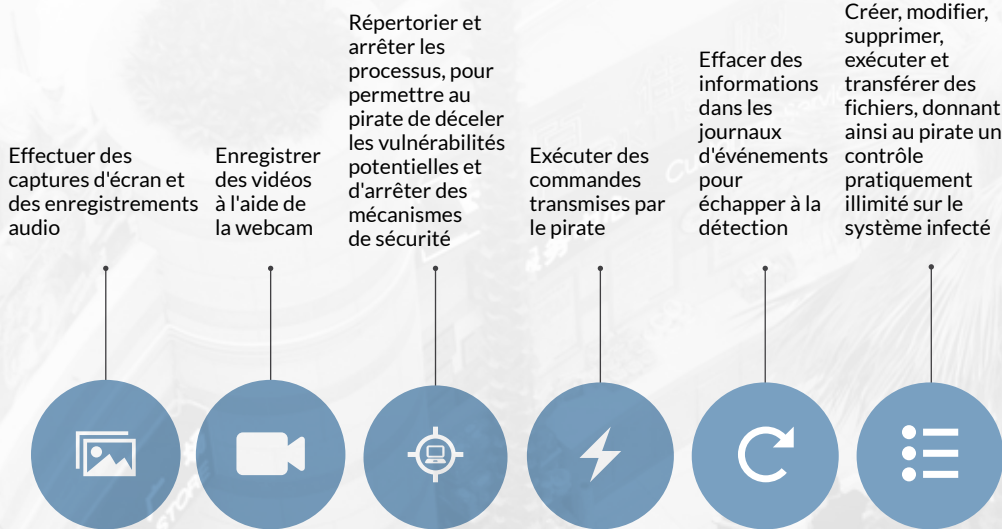 Effectuer des
captures d'écran et
des enregistrements
audio
Enregistrer
des vidéos
à l'aide de
la webcam
Répertorier et
arrêter les
processus, pour
permettre au
pirate de déceler
les vulnérabilités
potentielles et
d'arrêter des
mécanismes
de sécurité
Exécuter des
commandes
transmises par
le pirate
Effacer des
informations
dans les
journaux
d'événements
pour
échapper à la
détection
Créer, modifier,
supprimer,
exécuter et
transférer des
fichiers, donnant
ainsi au pirate un
contrôle
pratiquement
illimité sur le
système infecté